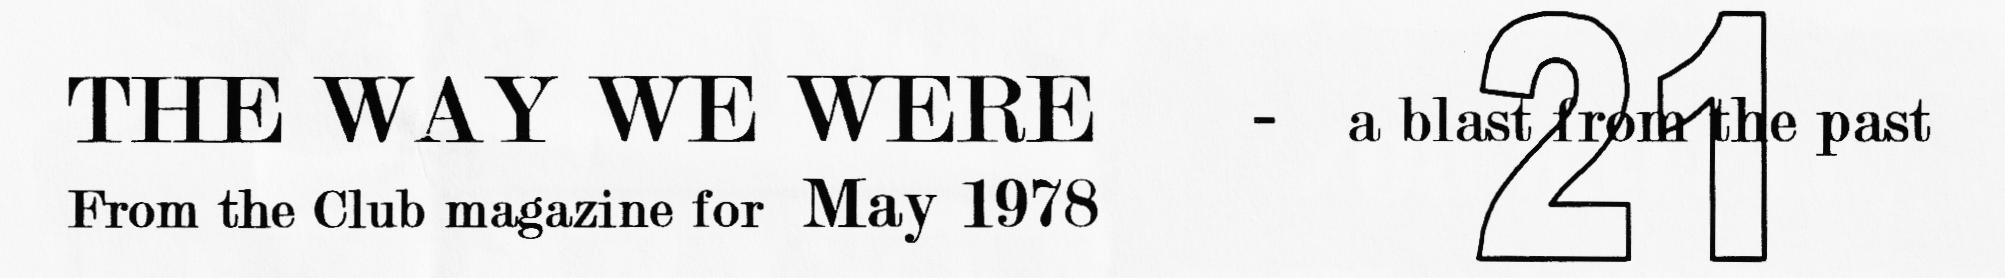 THE WAY WE WERE - a blast from the past
21
From the Club magazine for May 1978